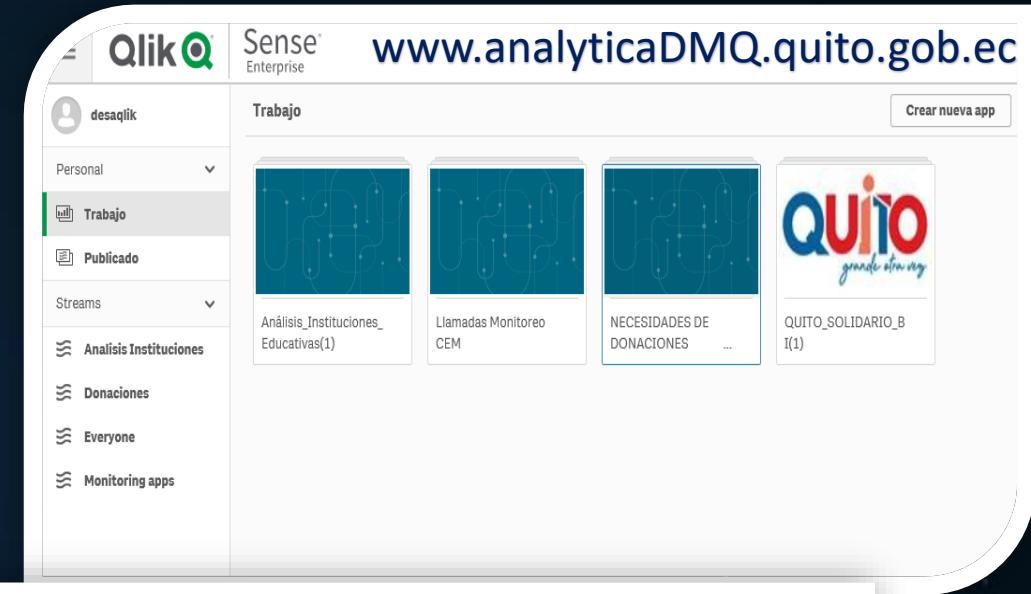 Qlik
Sense
Enterprise
www.analyticaDMQ.quito.gob.ec
desaqlik
Trabajo
Crear nueva app
Personal
Trabajo
Publicado
Streams
Analisis Instituciones
Donaciones
Everyone
Monitoring apps
Análisis_Instituciones_
Educativas(1)
Llamadas Monitoreo
CEM
NECESIDADES DE
DONACIONES ...
QUITO
grande otra vez
QUITO_SOLIDARIO_B
I(1)